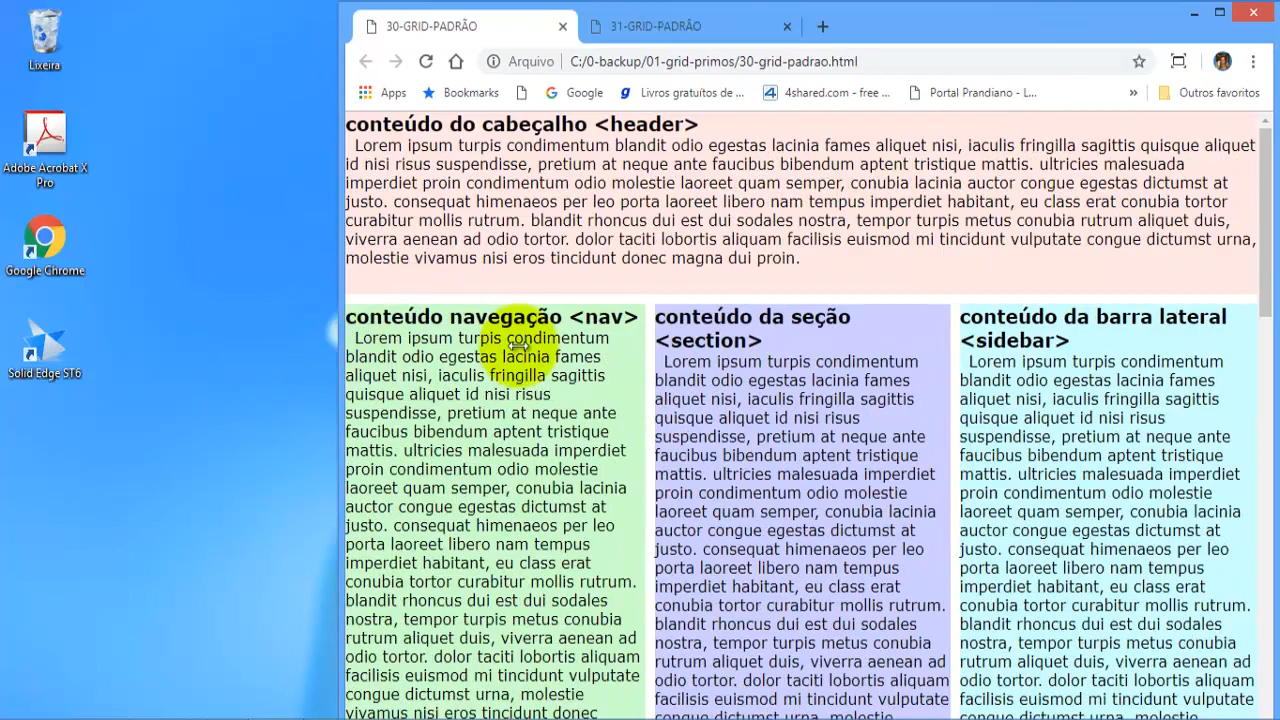 Lixeira
Adobe Acrobat X
Pro
Google Chrome
Solid Edge ST6
30-GRID-PADRÃO
31-GRID-PADRÃO
Arquivo
C:/0-backup/01-grid-primos/30-grid-padrao.html
Apps
Bookmarks
Google
Livros gratuítos de ...
4shared.com - free ...
Portal Prandiano - L...
»
Outros favoritos
conteúdo do cabeçalho <header>
Lorem ipsum turpis condimentum blandit odio egestas lacinia fames aliquet nisi, iaculis fringilla sagittis quisque aliquet
id nisi risus suspendisse, pretium at neque ante faucibus bibendum aptent tristique mattis. ultricies malesuada
imperdiet proin condimentum odio molestie laoreet quam semper, conubia lacinia auctor congue egestas dictumst at
justo. consequat himenaeos per leo porta laoreet libero nam tempus imperdiet habitant, eu class erat conubia tortor
curabitur mollis rutrum. blandit rhoncus dui est dui sodales nostra, tempor turpis metus conubia rutrum aliquet duis,
viverra aenean ad odio tortor. dolor taciti lobortis aliquam facilisis euismod mi tincidunt vulputate congue dictumst urna,
molestie vivamus nisi eros tincidunt donec magna dui proin.
conteúdo navegação <nav>
Lorem ipsum turpis condimentum
blandit odio egestas lacinia fames
aliquet nisi, iaculis fringilla sagittis
quisque aliquet id nisi risus
suspendisse, pretium at neque ante
faucibus bibendum aptent tristique
mattis. ultricies malesuada imperdiet
proin condimentum odio molestie
laoreet quam semper, conubia lacinia
auctor congue egestas dictumst at
justo. consequat himenaeos per leo
porta laoreet libero nam tempus
imperdiet habitant, eu class erat
conubia tortor curabitur mollis rutrum.
blandit rhoncus dui est dui sodales
nostra, tempor turpis metus conubia
rutrum aliquet duis, viverra aenean ad
odio tortor. dolor taciti lobortis aliquam
facilisis euismod mi tincidunt vulputate
congue dictumst urna, molestie
vivamus nisi eros tincidunt donec
conteúdo da seção
<section>
Lorem ipsum turpis condimentum
blandit odio egestas lacinia fames
aliquet nisi, iaculis fringilla sagittis
quisque aliquet id nisi risus
suspendisse, pretium at neque ante
faucibus bibendum aptent tristique
mattis. ultricies malesuada imperdiet
proin condimentum odio molestie
laoreet quam semper, conubia lacinia
auctor congue egestas dictumst at
justo. consequat himenaeos per leo
porta laoreet libero nam tempus
imperdiet habitant, eu class erat
conubia tortor curabitur mollis rutrum.
blandit rhoncus dui est dui sodales
nostra, tempor turpis metus conubia
rutrum aliquet duis, viverra aenean ad
odio tortor. dolor taciti lobortis aliquam
facilisis euismod mi tincidunt vulputate
congue dictumst urna, molestie
conteúdo da barra lateral
<sidebar>
Lorem ipsum turpis condimentum
blandit odio egestas lacinia fames
aliquet nisi, iaculis fringilla sagittis
quisque aliquet id nisi risus
suspendisse, pretium at neque ante
faucibus bibendum aptent tristique
mattis. ultricies malesuada imperdiet
proin condimentum odio molestie
laoreet quam semper, conubia lacinia
auctor congue egestas dictumst at
justo. consequat himenaeos per leo
porta laoreet libero nam tempus
imperdiet habitant, eu class erat
conubia tortor curabitur mollis rutrum.
blandit rhoncus dui est dui sodales
nostra, tempor turpis metus conubia
rutrum aliquet duis, viverra aenean ad
odio tortor. dolor taciti lobortis aliquam
facilisis euismod mi tincidunt vulputate
congue dictumst urna, molestie